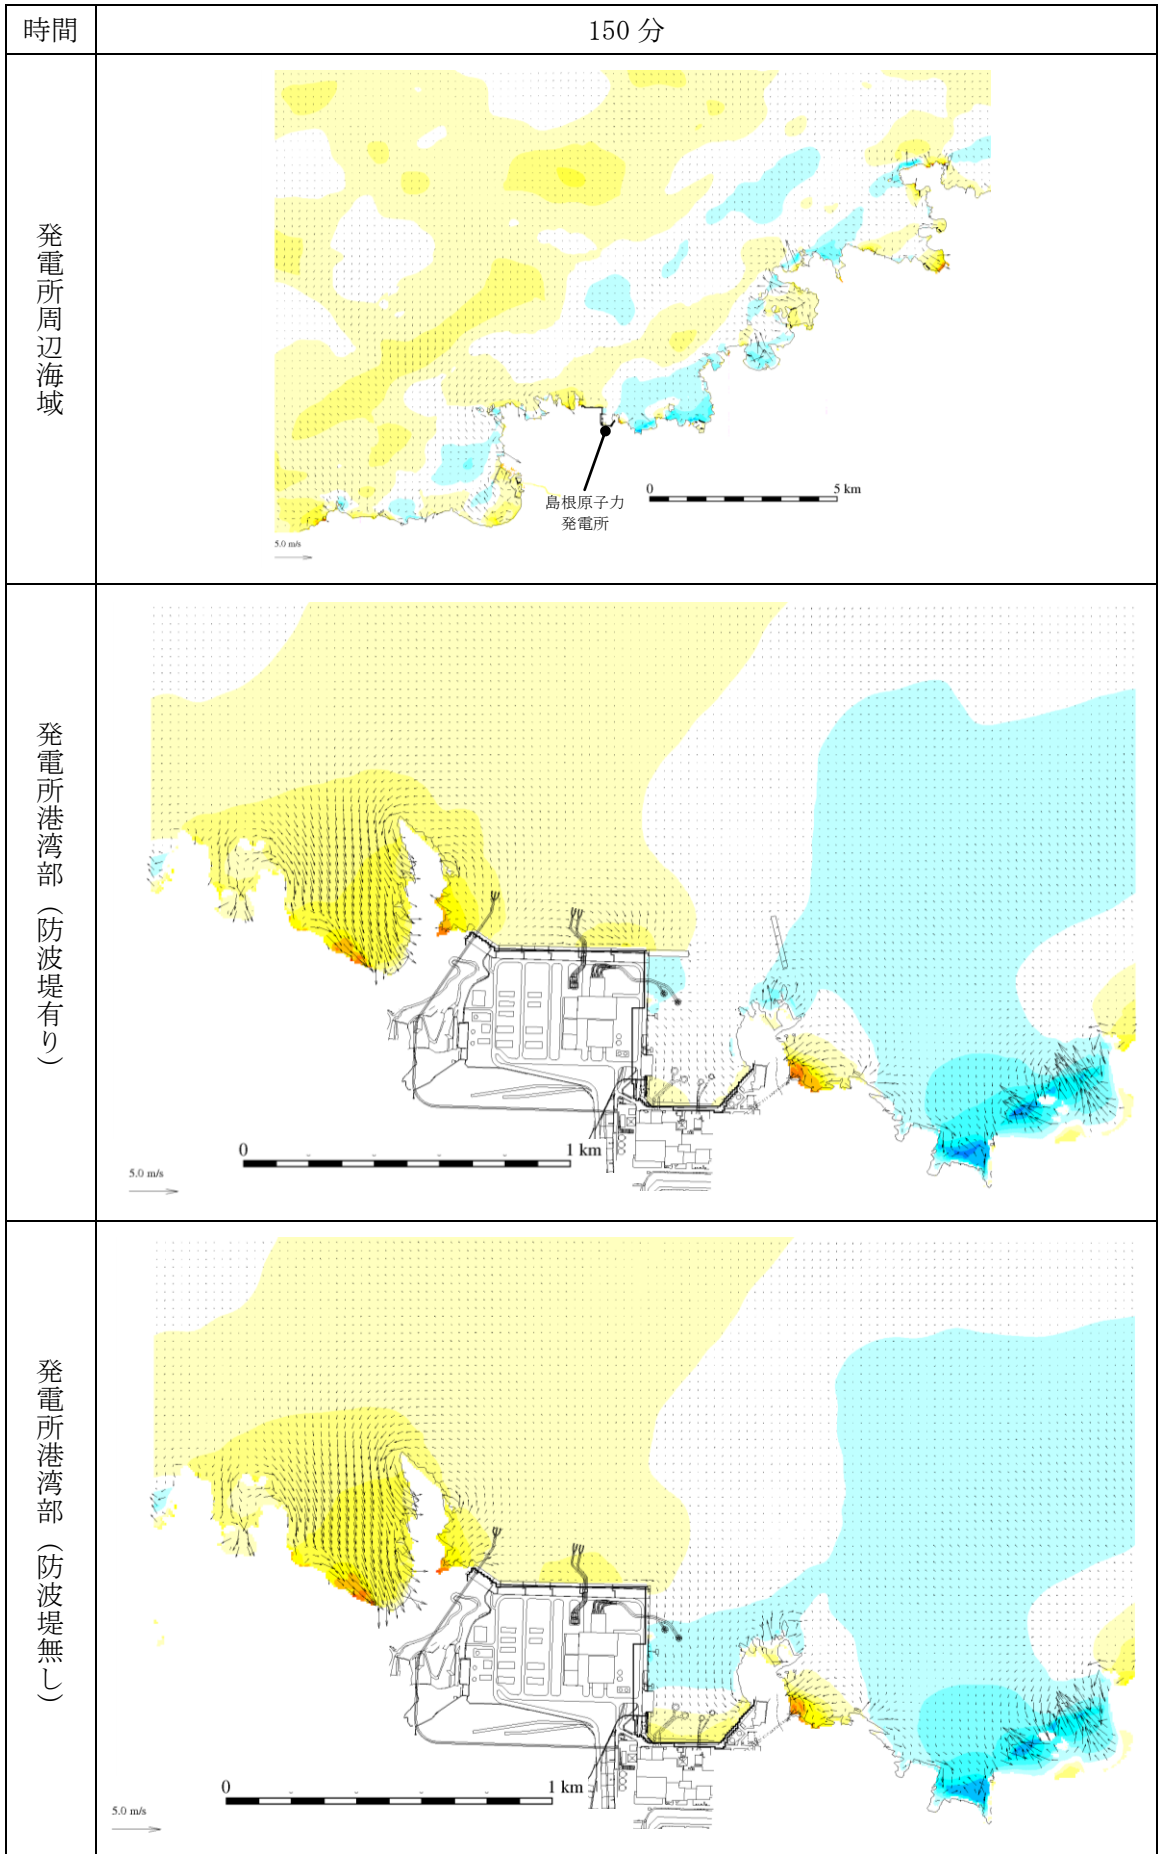 時間
150 分
発電所周辺海域
島根原子力
発電所
0 5 km
5.0 m/s
発電所港湾部（防波堤有り）
0 1 km
5.0 m/s
発電所港湾部（防波堤無し）
0 1 km
5.0 m/s